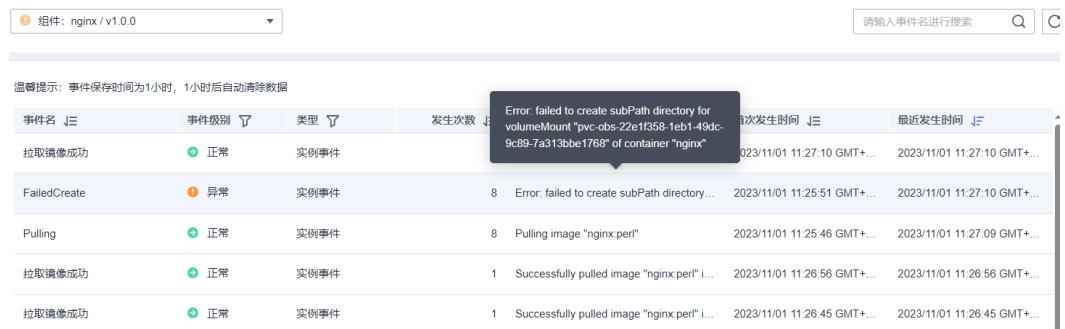 组件：nginx / v1.0.0
请输入事件名进行搜索
温馨提示：事件保存时间为1小时，1小时后自动清除数据
事件名 事件级别 类型 发生次数 首次发生时间 最近发生时间
Error: failed to create subPath directory for
volumeMount "pvc-obs-22e1f358-1eb1-49dc-
9c89-7a313bbe1768" of container "nginx"
拉取镜像成功 正常 实例事件 2023/11/01 11:27:10 GMT+... 2023/11/01 11:27:10 GMT+...
FailedCreate 异常 实例事件 8 Error: failed to create subPath directory... 2023/11/01 11:25:51 GMT+... 2023/11/01 11:27:10 GMT+...
Pulling 正常 实例事件 8 Pulling image "nginx:perl" 2023/11/01 11:25:46 GMT+... 2023/11/01 11:27:09 GMT+...
拉取镜像成功 正常 实例事件 1 Successfully pulled image "nginx:perl" i... 2023/11/01 11:26:56 GMT+... 2023/11/01 11:26:56 GMT+...
拉取镜像成功 正常 实例事件 1 Successfully pulled image "nginx:perl" i... 2023/11/01 11:26:45 GMT+... 2023/11/01 11:26:45 GMT+...